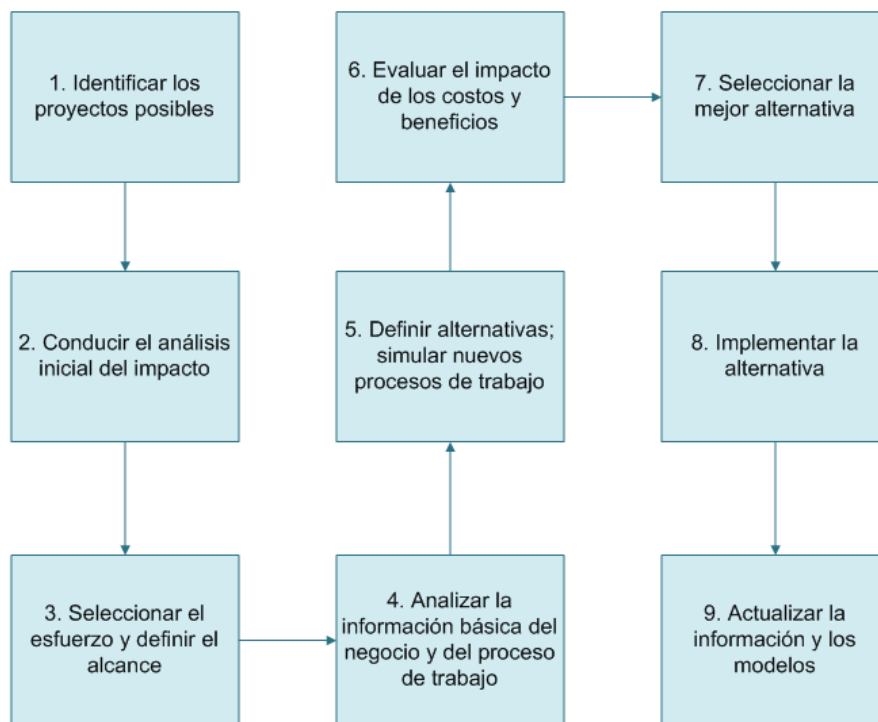 1. Identificar los
proyectos posibles
2. Conducir el análisis
inicial del impacto
3. Seleccionar el
esfuerzo y definir el
alcance
4. Analizar la
información básica del
negocio y del proceso
de trabajo
5. Definir alternativas;
simular nuevos
procesos de trabajo
6. Evaluar el impacto
de los costos y
beneficios
7. Seleccionar la
mejor alternativa
8. Implementar la
alternativa
9. Actualizar la
información y los
modelos